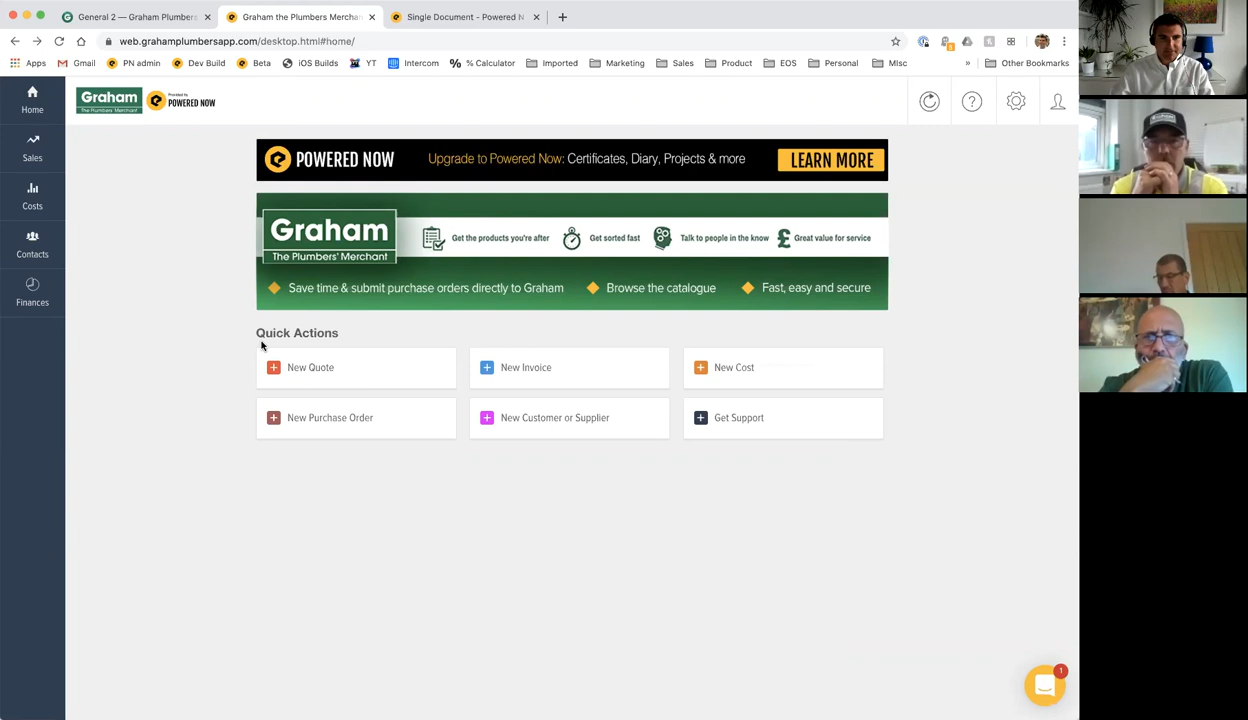 General 2 — Graham Plumbers
Graham the Plumbers Merchan
Single Document - Powered N
web.grahamplumbersapp.com/desktop.html#home/
Apps
Gmail
PN admin
Dev Build
Beta
iOS Builds
YT
Intercom
% Calculator
Imported
Marketing
Sales
Product
EOS
Personal
MIsc
»
Other Bookmarks
Home
Sales
Costs
Contacts
Finances
Graham
The Plumbers' Merchant
Provided by
POWERED NOW
POWERED NOW
Upgrade to Powered Now: Certificates, Diary, Projects & more
LEARN MORE
Graham
The Plumbers' Merchant
Get the products you're after
Get sorted fast
Talk to people in the know
£ Great value for service
Save time & submit purchase orders directly to Graham
Browse the catalogue
Fast, easy and secure
Quick Actions
New Quote
New Invoice
New Cost
New Purchase Order
New Customer or Supplier
Get Support
1